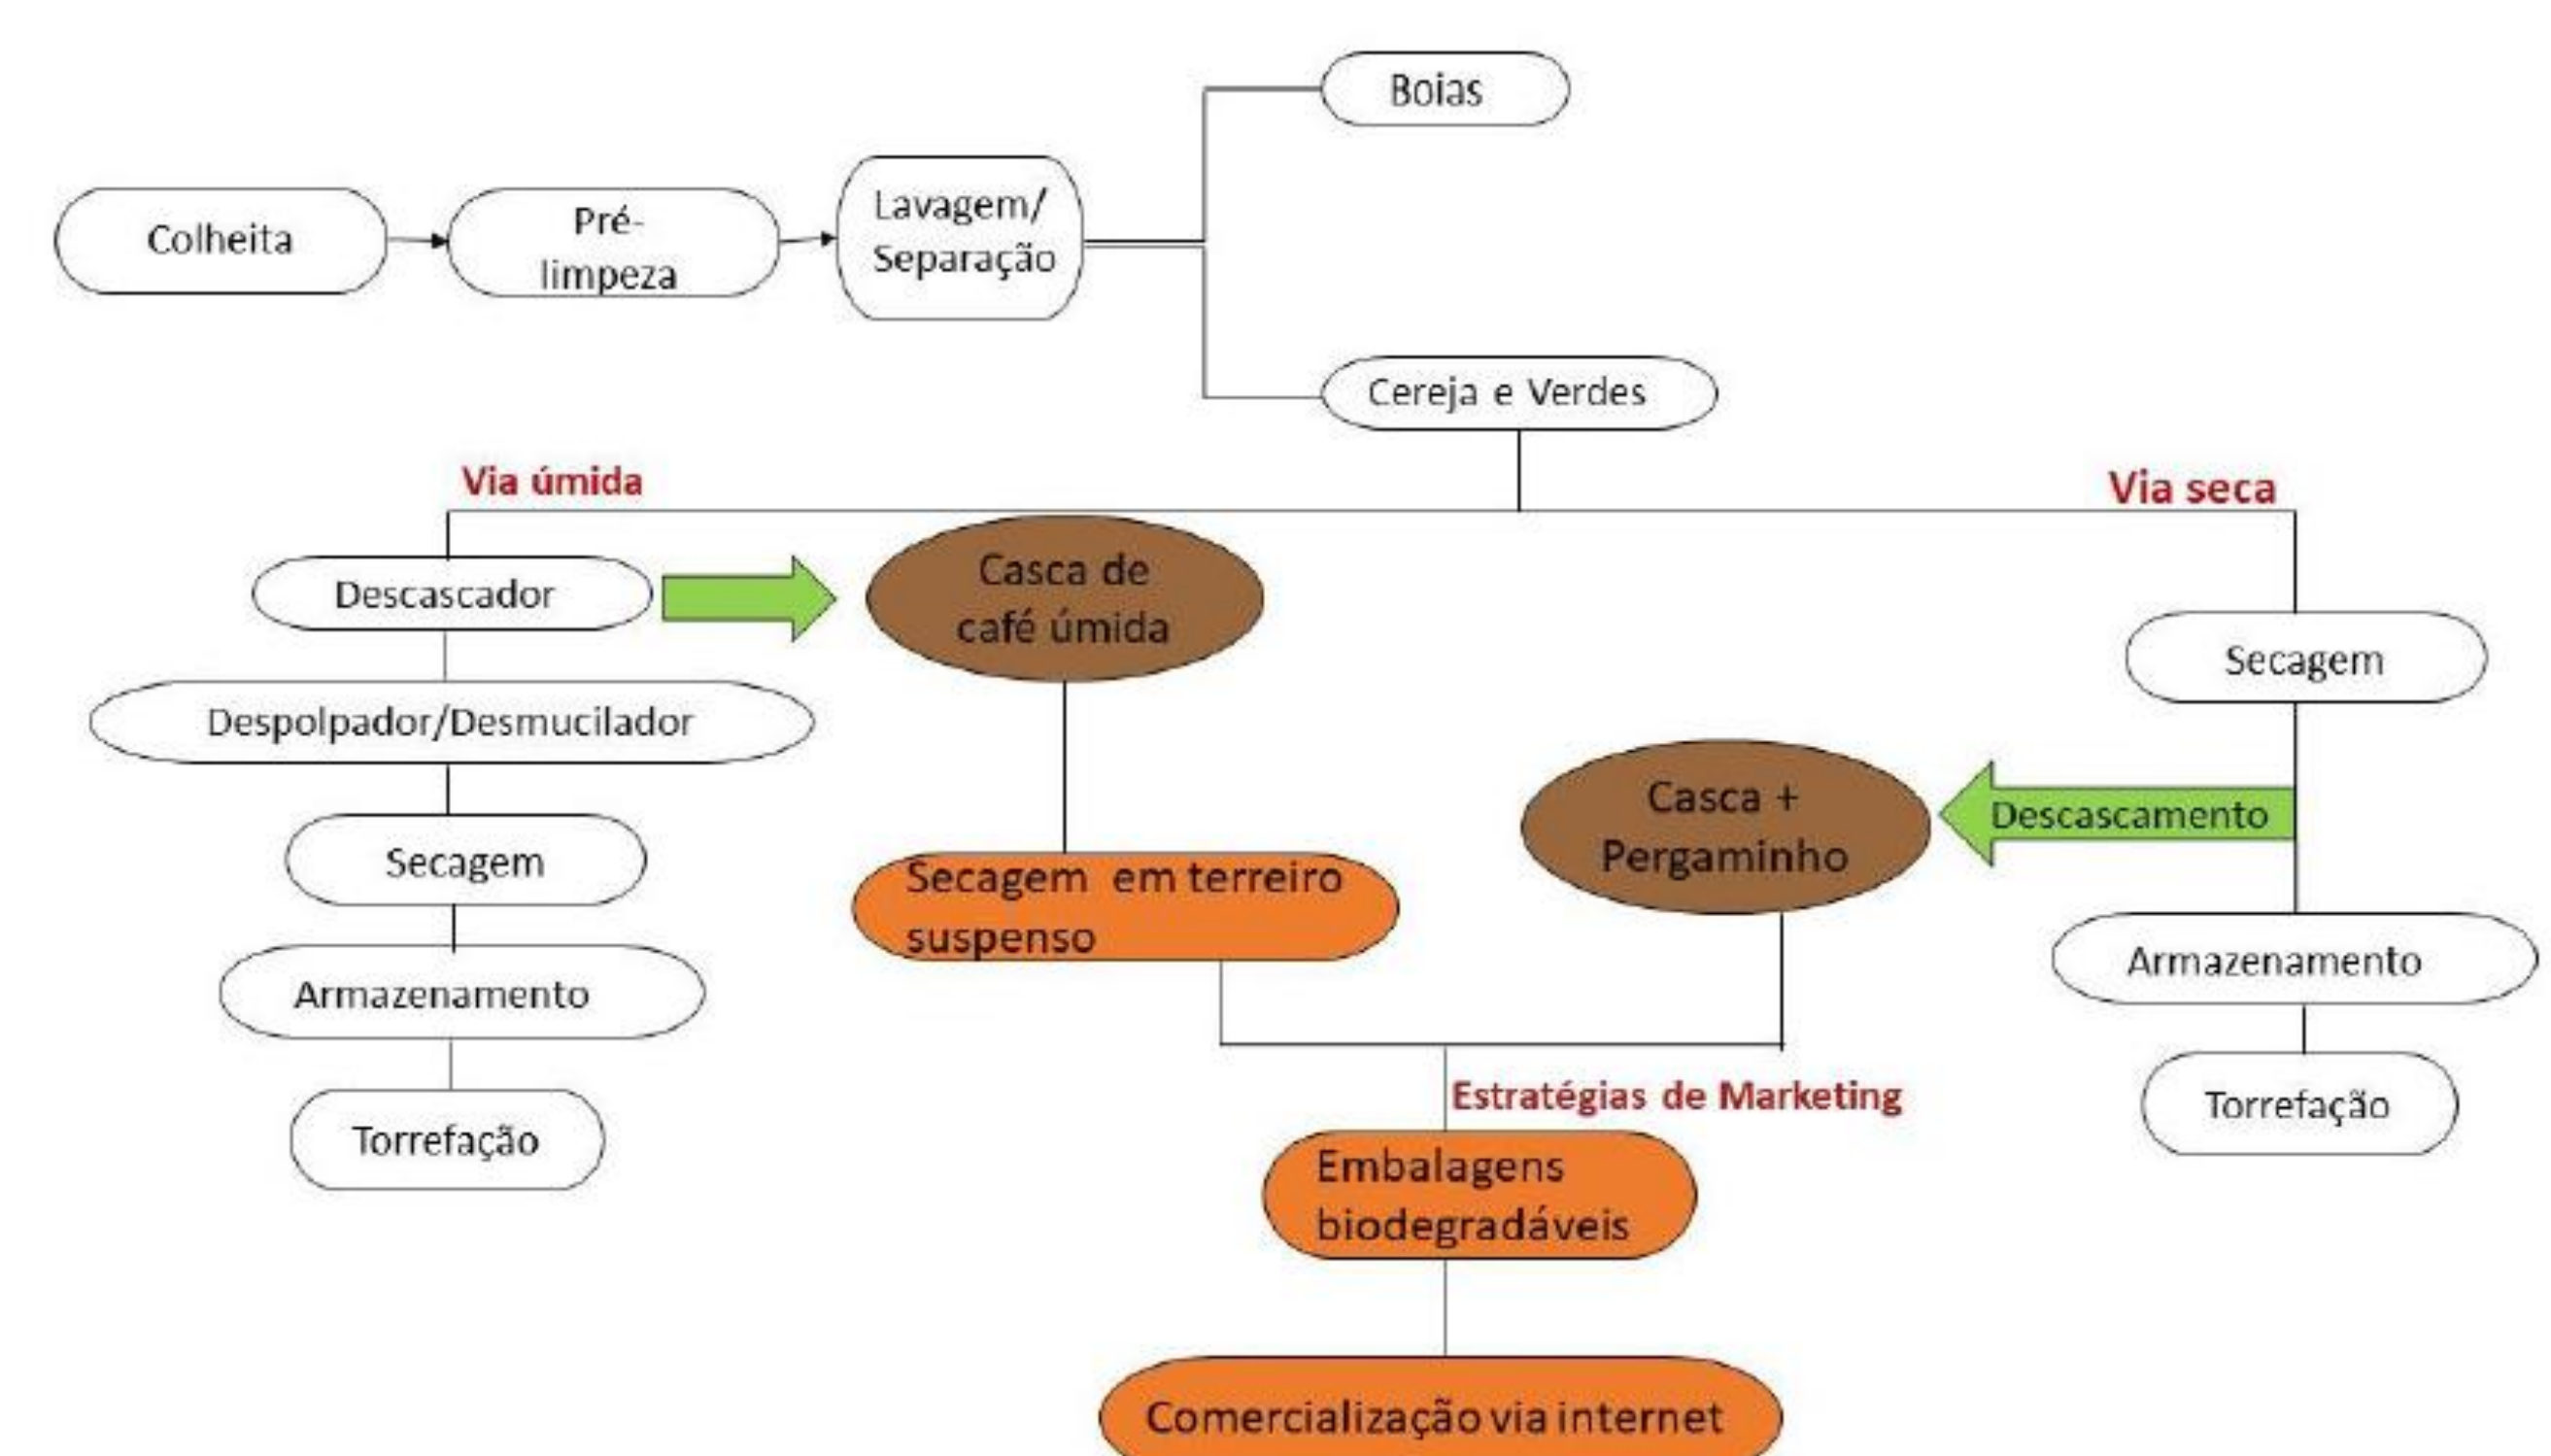 Boias
Colheita
Pré-
limpeza
Lavagem/
Separação
Cereja e Verdes
Via úmida
Via seca
Descascador
Casca de
café úmida
Secagem
Despolpador/Desmucilador
Casca +
Pergaminho
Descascamento
Secagem
Secagem em terreiro
suspenso
Armazenamento
Armazenamento
Estratégias de Marketing
Torrefação
Torrefação
Embalagens
biodegradáveis
Comercialização via internet